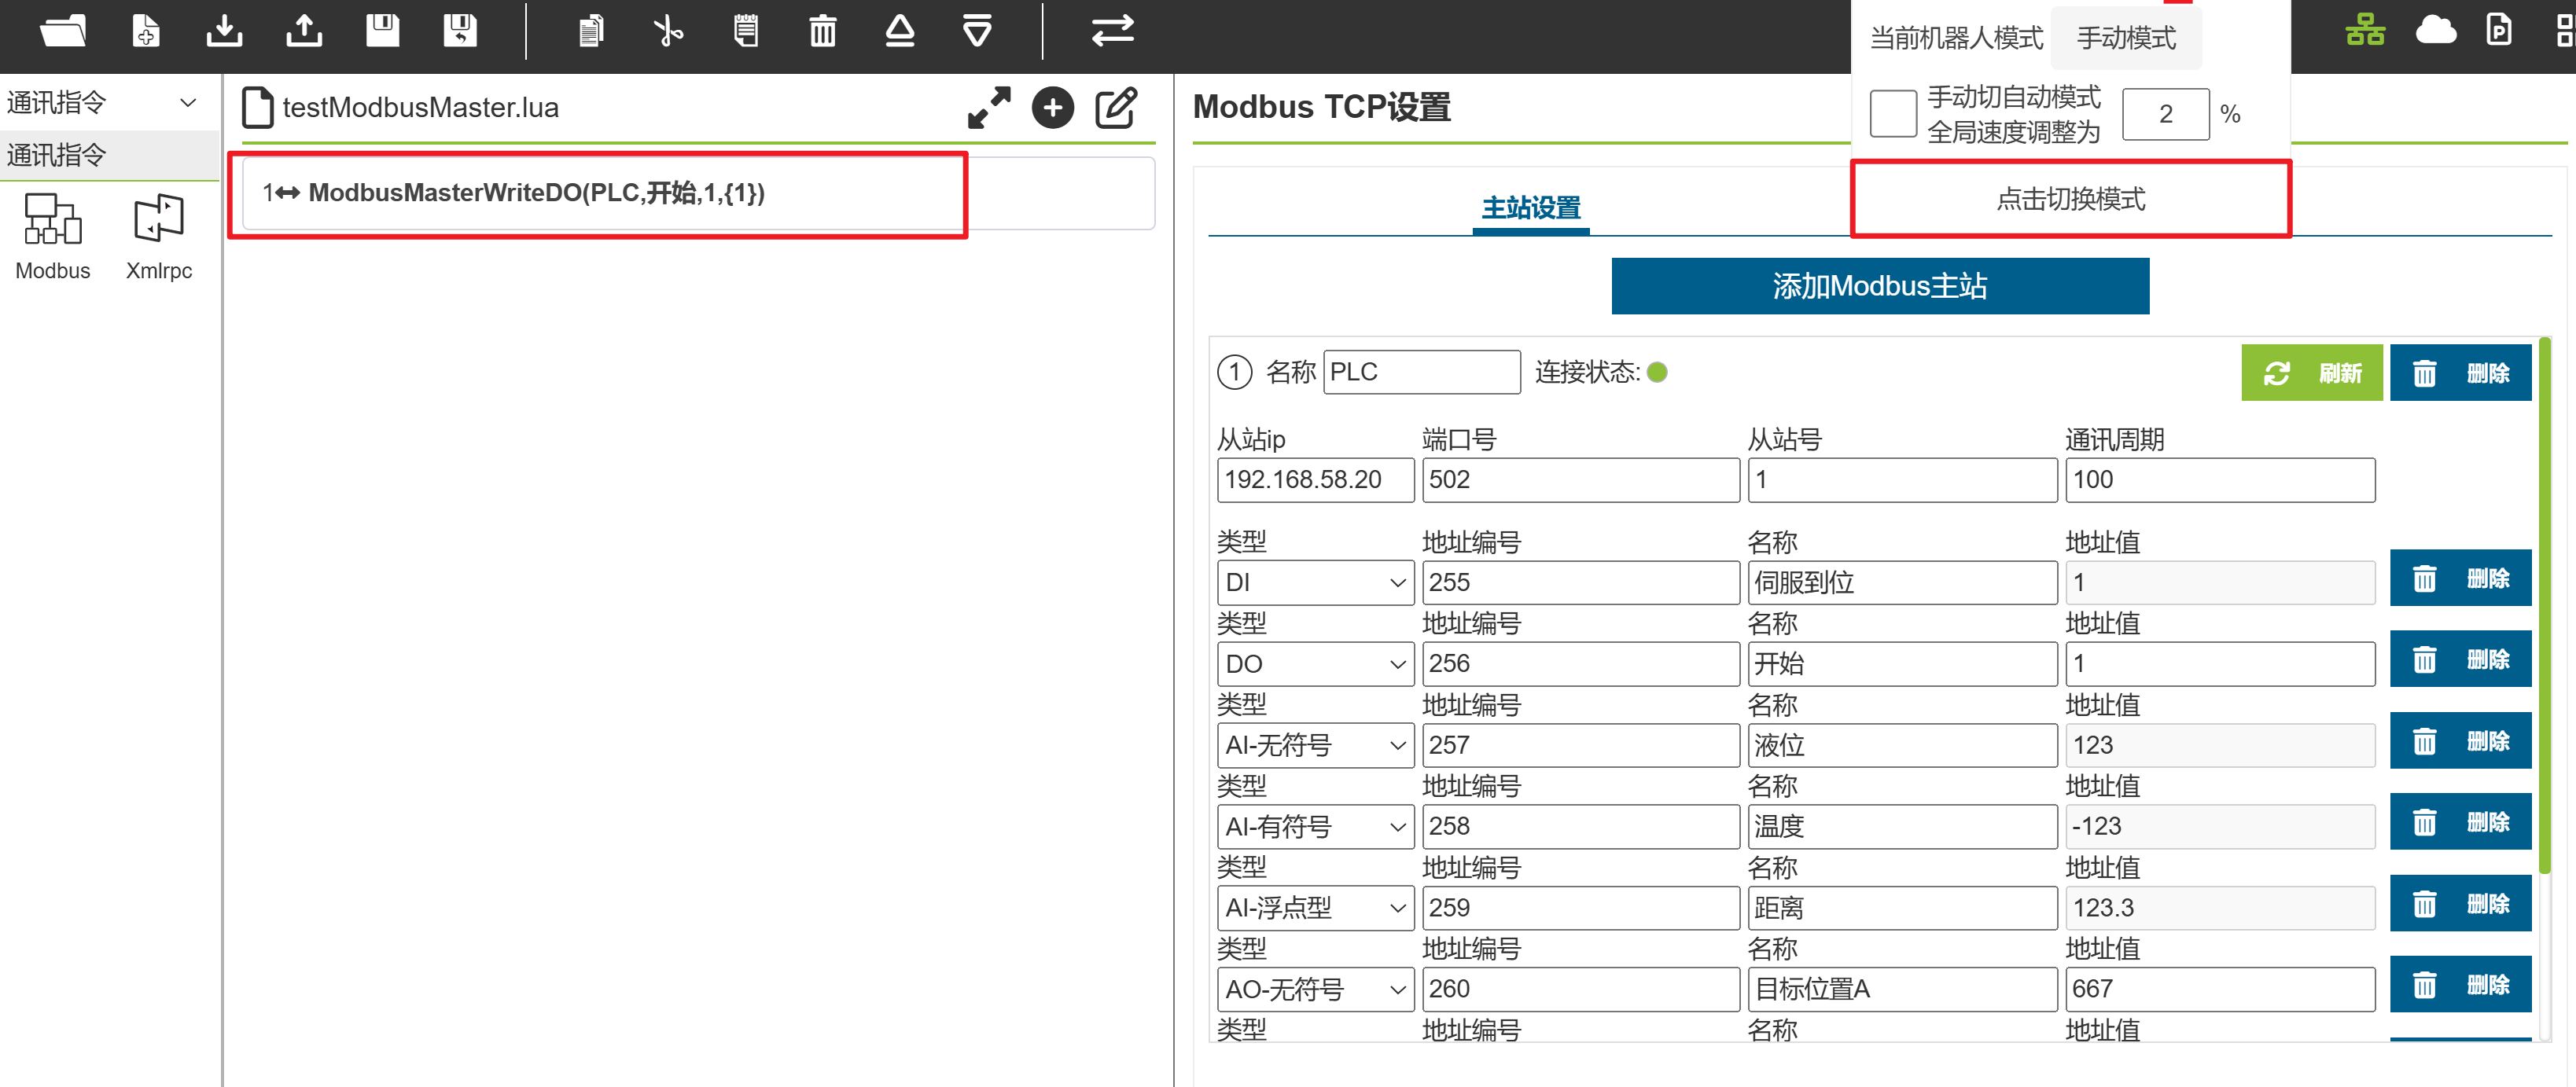 当前机器人模式 手动模式
手动切自动模式
全局速度调整为 2 %
点击切换模式
通讯指令
通讯指令
Modbus Xmlrpc
testModbusMaster.lua
1 ModbusMasterWriteDO(PLC,开始,1,{1})
Modbus TCP设置
主站设置
添加Modbus主站
1 名称 PLC 连接状态: 刷新 删除
从站ip 端口号 从站号 通讯周期
192.168.58.20 502 1 100
类型 地址编号 名称 地址值
DI 255 伺服到位 1 删除
类型 地址编号 名称 地址值
DO 256 开始 1 删除
类型 地址编号 名称 地址值
AI-无符号 257 液位 123 删除
类型 地址编号 名称 地址值
AI-有符号 258 温度 -123 删除
类型 地址编号 名称 地址值
AI-浮点型 259 距离 123.3 删除
类型 地址编号 名称 地址值
AO-无符号 260 目标位置A 667 删除
类型 地址编号 名称 地址值